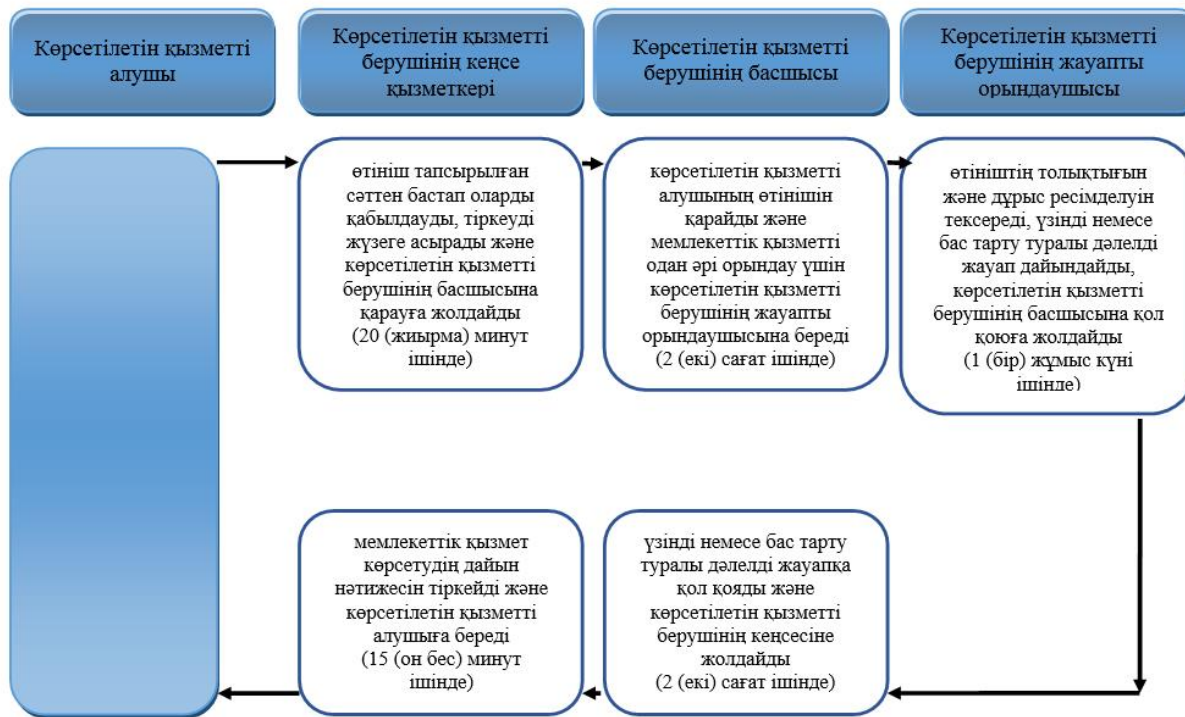 Көрсетілетін қызметті
алушы
Көрсетілетін қызметті
берушінің кеңсе
қызметкері
Көрсетілетін қызметті
берушінің басшысы
Көрсетілетін қызметті
берушінің жауапты
орындаушысы
өтініш тапсырылған
сәттен бастап оларды
қабылдауды, тіркеуді
жүзеге асырады және
көрсетілетін қызметті
берушінің басшысына
қарауға жолдайды
(20 (жиырма) минут
ішінде)
көрсетілетін қызметті
алушының өтінішін
қарайды және
мемлекеттік қызметті
одан әрі орындау үшін
көрсетілетін қызметті
берушінің жауапты
орындаушысына береді
(2 (екі) сағат ішінде)
өтініштің толықтығын
және дұрыс ресімделуін
тексереді, үзінді немесе
бас тарту туралы дәлелді
жауап дайындайды,
көрсетілетін қызметті
берушінің басшысына қол
қоюға жолдайды
(1 (бір) жұмыс күні
ішінде)
мемлекеттік қызмет
көрсетудің дайын
нәтижесін тіркейді және
көрсетілетін қызметті
алушыға береді
(15 (он бес) минут
ішінде)
үзінді немесе бас тарту
туралы дәлелді жауапқа
қол қояды және
көрсетілетін қызметті
берушінің кеңсесіне
жолдайды
(2 (екі) сағат ішінде)